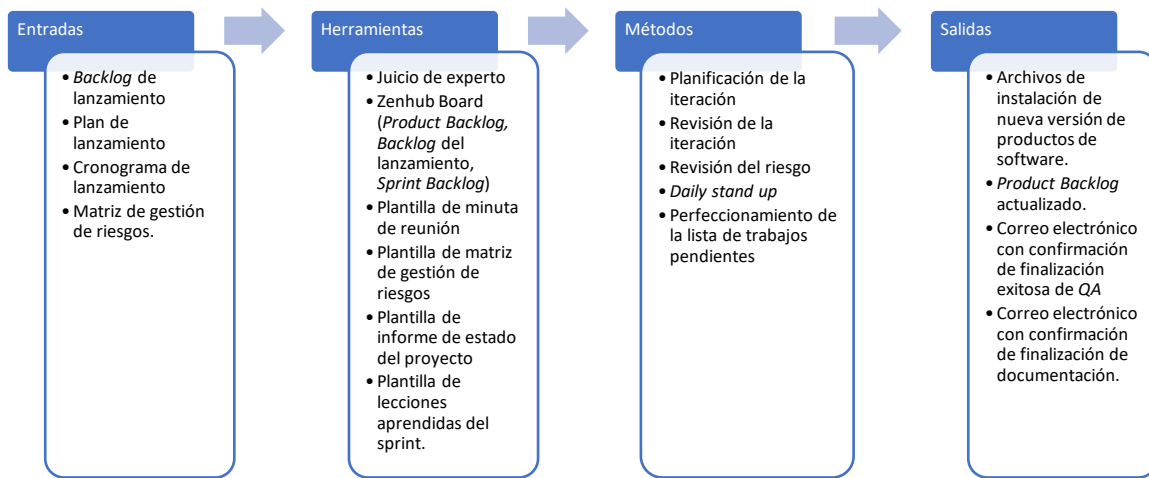 Entradas
• Backlog de
lanzamiento
• Plan de
lanzamiento
• Cronograma de
lanzamiento
• Matriz de gestión
de riesgos.
Herramientas
• Juicio de experto
• Zenhub Board
(Product Backlog,
Backlog del
lanzamiento,
Sprint Backlog)
• Plantilla de minuta
de reunión
• Plantilla de matriz
de gestión de
riesgos
• Plantilla de
informe de estado
del proyecto
• Plantilla de
lecciones
aprendidas del
sprint.
Métodos
• Planificación de la
iteración
• Revisión de la
iteración
• Revisión del riesgo
• Daily stand up
• Perfeccionamiento de
la lista de trabajos
pendientes
Salidas
• Archivos de
instalación de
nueva versión de
productos de
software.
• Product Backlog
actualizado.
• Correo electrónico
con confirmación
de finalización
exitosa de QA
• Correo electrónico
con confirmación
de finalización de
documentación.